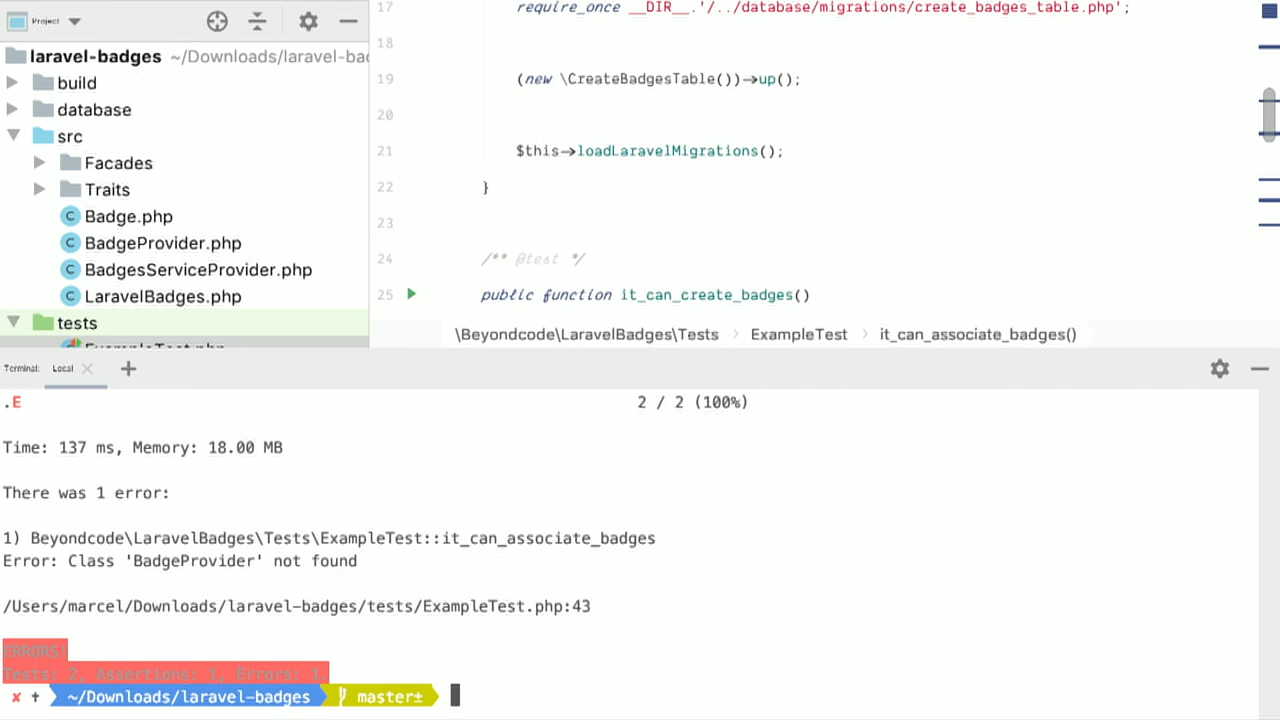 Project
laravel-badges ~/Downloads/laravel-ba
build
database
src
Facades
Traits
Badge.php
BadgeProvider.php
BadgesServiceProvider.php
LaravelBadges.php
tests
ExampleTest.php
17 require_once __DIR__.'/../database/migrations/create_badges_table.php';
18
19 (new \CreateBadgesTable())->up();
20
21 $this->loadLaravelMigrations();
22 }
23
24 /** @test */
25 public function it_can_create_badges()
\Beyondcode\LaravelBadges\Tests ExampleTest it_can_associate_badges()
Terminal: Local
.E 2 / 2 (100%)
Time: 137 ms, Memory: 18.00 MB
There was 1 error:
1) Beyondcode\LaravelBadges\Tests\ExampleTest::it_can_associate_badges
Error: Class 'BadgeProvider' not found
/Users/marcel/Downloads/laravel-badges/tests/ExampleTest.php:43
ERRORS!
Tests: 2, Assertions: 1, Errors: 1.
✘ ✝ ~/Downloads/laravel-badges master±